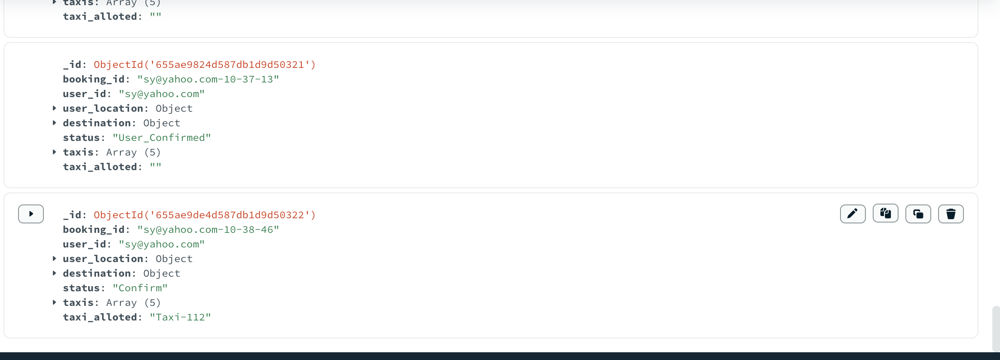 taxis: Array (5)
taxi_alloted: ""
_id: ObjectId('655ae9824d587db1d9d50321')
booking_id: "sy@yahoo.com-10-37-13"
user_id: "sy@yahoo.com"
user_location: Object
destination: Object
status: "User_Confirmed"
taxis: Array (5)
taxi_alloted: ""
_id: ObjectId('655ae9de4d587db1d9d50322')
booking_id: "sy@yahoo.com-10-38-46"
user_id: "sy@yahoo.com"
user_location: Object
destination: Object
status: "Confirm"
taxis: Array (5)
taxi_alloted: "Taxi-112"